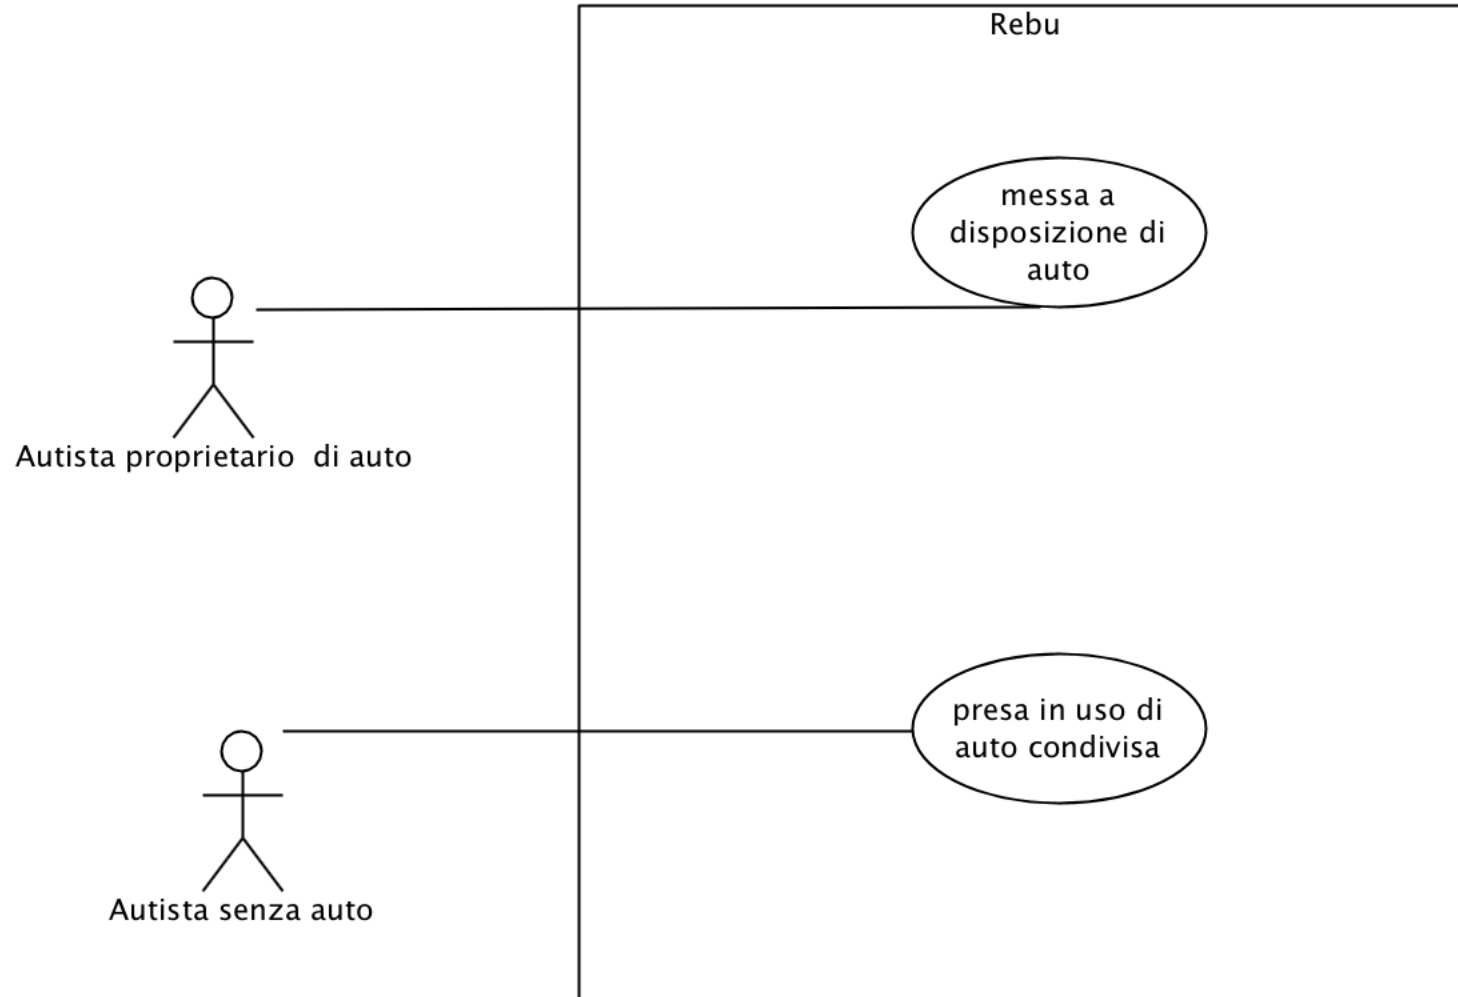 Rebu
messa a
disposizione di
auto
Autista proprietario  di auto
presa in uso di
auto condivisa
Autista senza auto